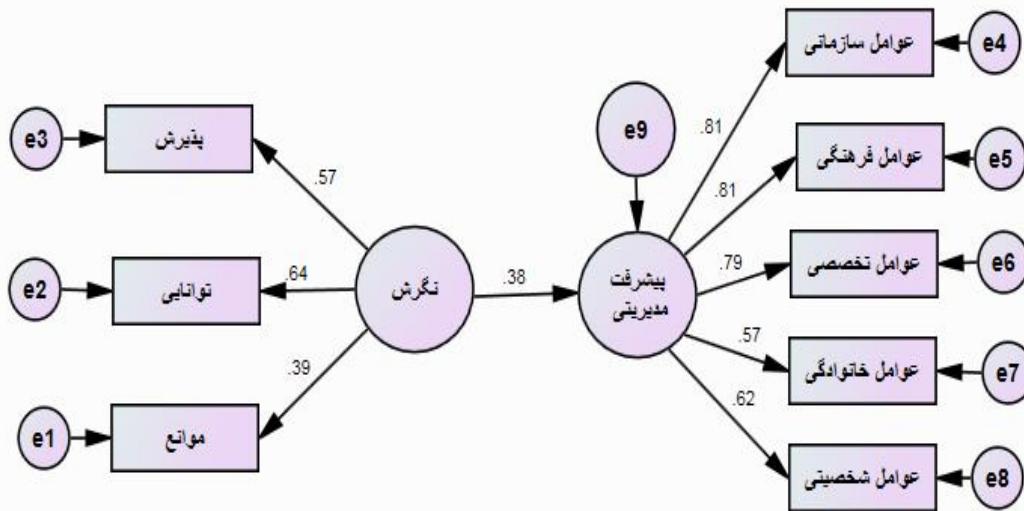 عوامل سازمانی
e4
e9
e3
پذیرش
.81
عوامل فرهنگی
e5
.57
.81
e2
توانایی
.64
نگرش
.38
پیشرفت
مدیریتی
.79
عوامل تخصصی
e6
.39
.57
عوامل خانوادگی
e7
e1
موانع
.62
عوامل شخصیتی
e8